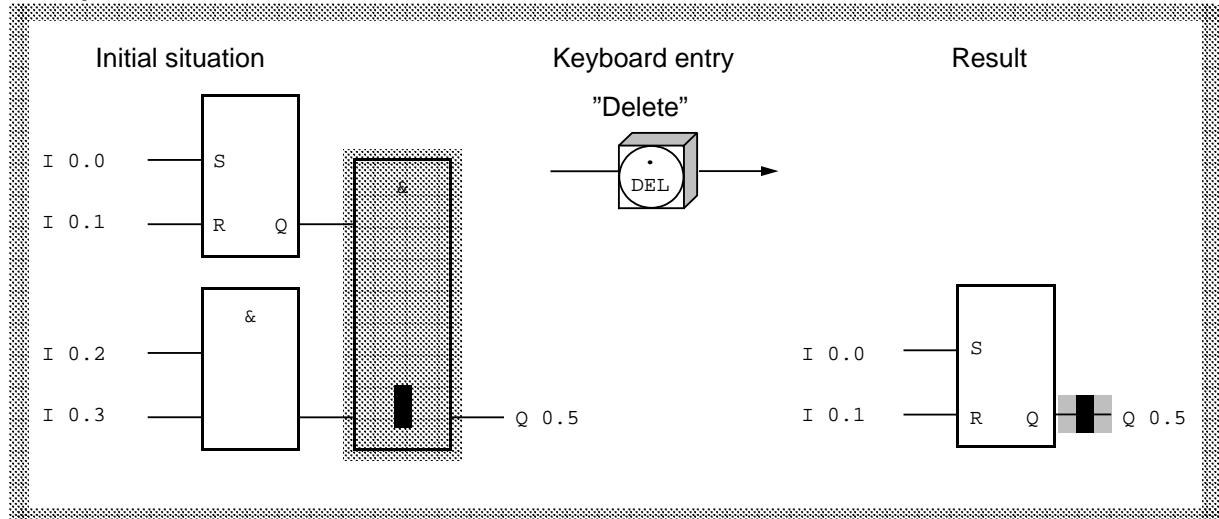 Initial situation
Keyboard entry
Result
”Delete”
I 0.0
S
I 0.1
R Q
&
DEL
&
I 0.2
I 0.3
Q 0.5
I 0.0
S
I 0.1
R Q
Q 0.5